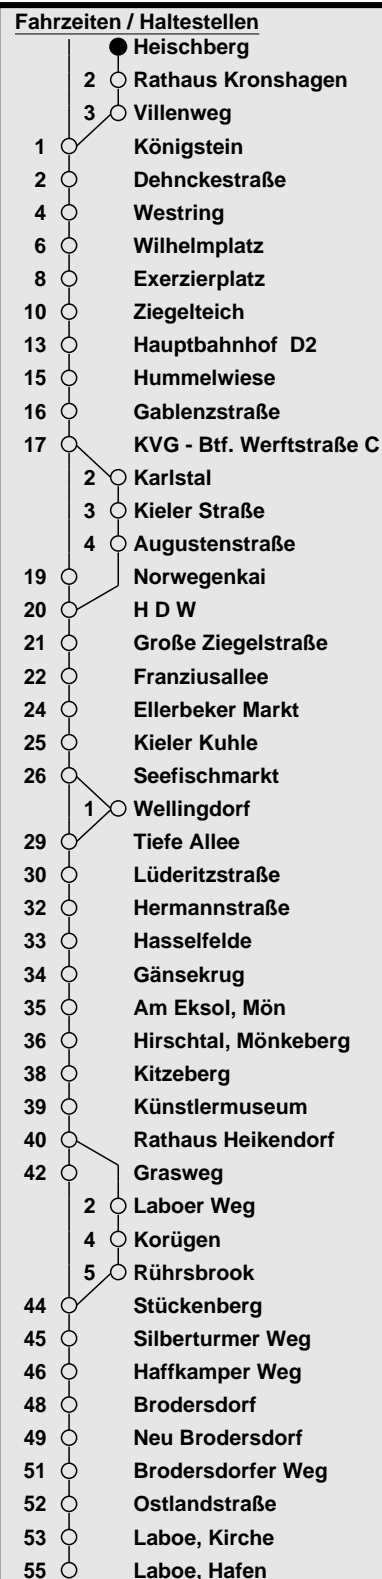 Fahrzeiten / Haltestellen
Heischberg
2 Rathaus Kronshagen
3 Villenweg
1 Königstein
2 Dehnckestraße
4 Westring
6 Wilhelmplatz
8 Exerzierplatz
10 Ziegelteich
13 Hauptbahnhof D2
15 Hummelwiese
16 Gablenzstraße
17 KVG - Btf. Werftstraße C
2 Karlstal
3 Kieler Straße
4 Augustenstraße
19 Norwegenkai
20 H D W
21 Große Ziegelstraße
22 Franziusallee
24 Ellerbeker Markt
25 Kieler Kuhle
26 Seefischmarkt
1 Wellingdorf
29 Tiefe Allee
30 Lüderitzstraße
32 Hermannstraße
33 Hasselfelde
34 Gänsekrug
35 Am Eksol, Mön
36 Hirschtal, Mönkeberg
38 Kitzeberg
39 Künstlermuseum
40 Rathaus Heikendorf
42 Grasweg
2 Laboer Weg
4 Korügen
5 Rührsbrook
44 Stückenberg
45 Silberturmer Weg
46 Haffkamper Weg
48 Brodersdorf
49 Neu Brodersdorf
51 Brodersdorfer Weg
52 Ostlandstraße
53 Laboe, Kirche
55 Laboe, Hafen